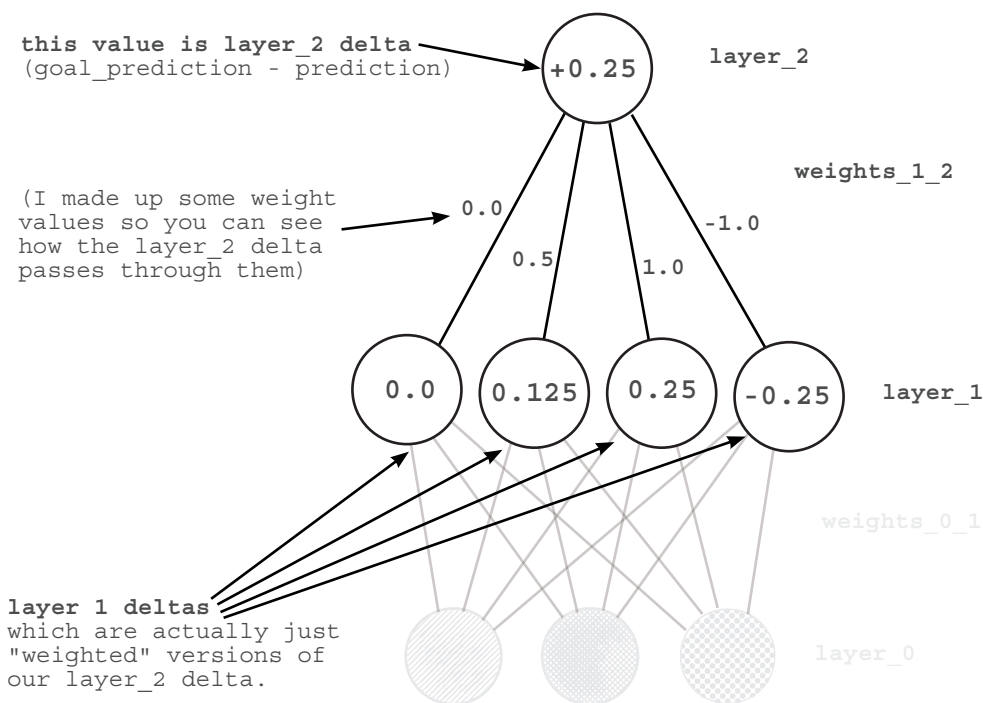 this value is layer_2 delta
(goal_prediction - prediction)
+0.25
layer_2
weights_1_2
(I made up some weight
values so you can see
how the layer_2 delta
passes through them)
0.0
0.5
1.0
-1.0
0.0
0.125
0.25
-0.25
layer_1
weights_0_1
layer 1 deltas
which are actually just
"weighted" versions of
our layer_2 delta.
layer_0